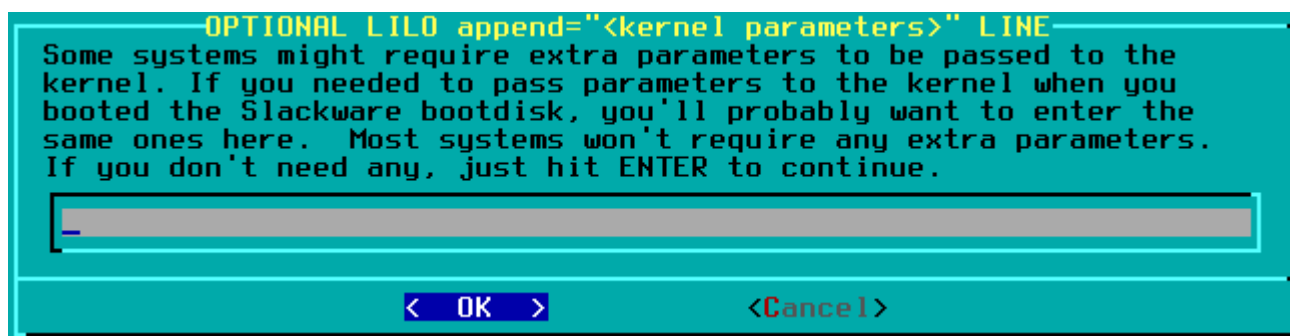 OPTIONAL LILO append="<kernel parameters>" LINE
Some systems might require extra parameters to be passed to the
kernel. If you needed to pass parameters to the kernel when you
booted the Slackware bootdisk, you'll probably want to enter the
same ones here.  Most systems won't require any extra parameters.
If you don't need any, just hit ENTER to continue.
_
<  OK  > <Cancel>